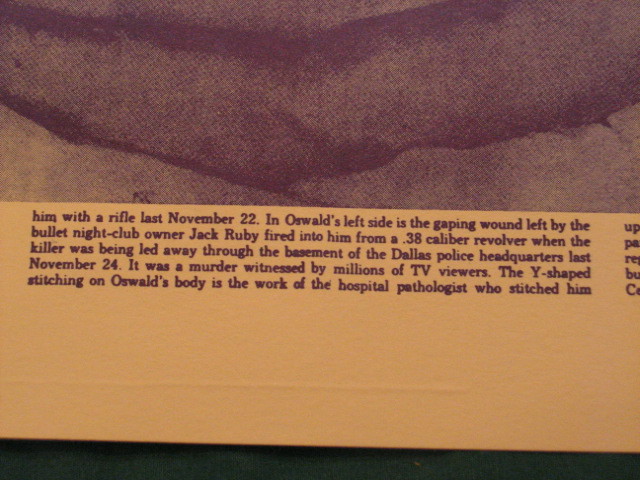 him with a rifle last November 22. In Oswald's left side is the gaping wound left by the
bullet night-club owner Jack Ruby fired into him from a .38 caliber revolver when the
killer was being led away through the basement of the Dallas police headquarters last
November 24. It was a murder witnessed by millions of TV viewers. The Y-shaped
stitching on Oswald's body is the work of the hospital pathologist who stitched him
up